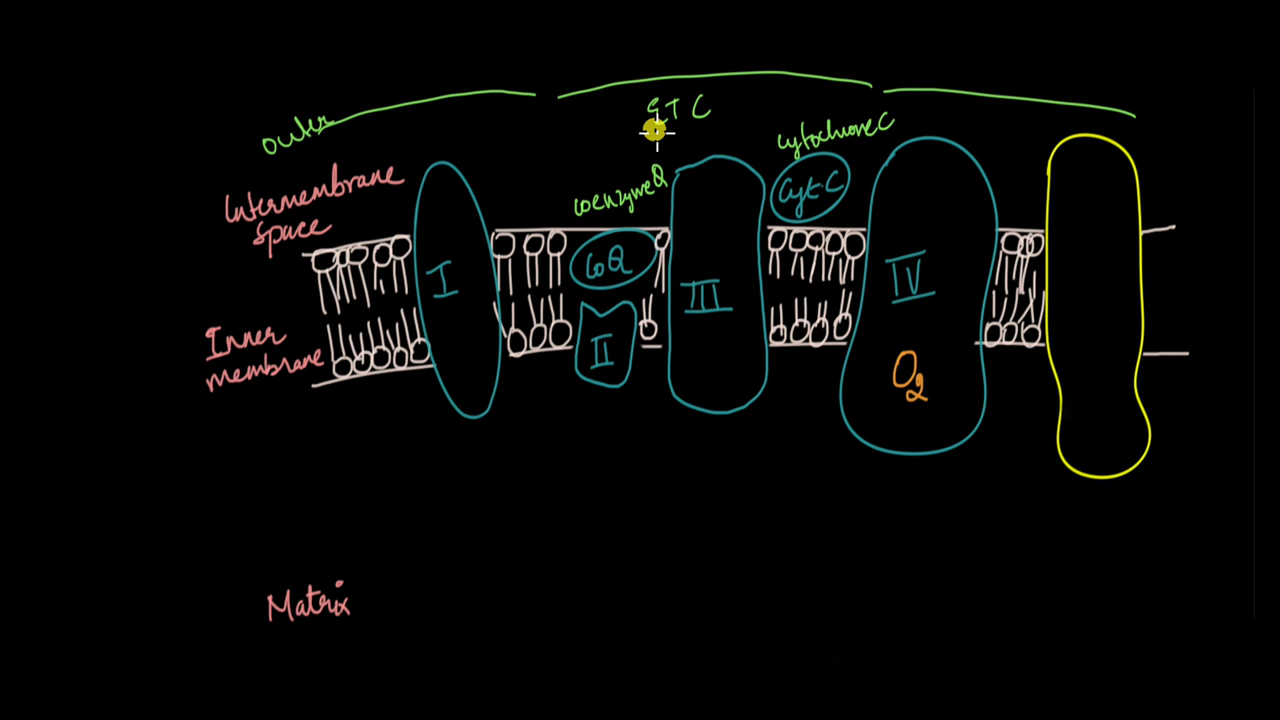 ETC
outer
cytochrome C
Intermembrane
space
coenzyme Q
Cyt.C
I
CoQ
III
IV
II
Inner
membrane
O2
Matrix